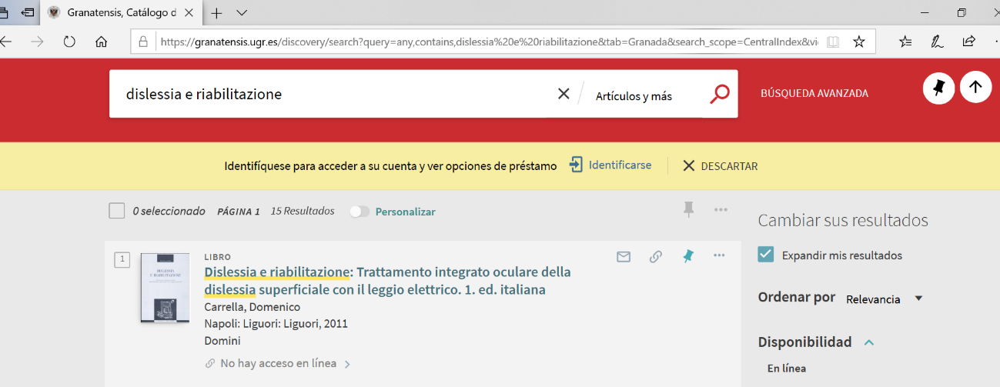 Granatensis, Catálogo d
https://granatensis.ugr.es/discovery/search?query=any,contains,dislessia%20e%20riabilitazione&tab=Granada&search_scope=CentralIndex&vi
dislessia e riabilitazione
Artículos y más
BÚSQUEDA AVANZADA
Identifíquese para acceder a su cuenta y ver opciones de préstamo
Identificarse
DESCARTAR
0 seleccionado PÁGINA 1 15 Resultados Personalizar
Cambiar sus resultados
Expandir mis resultados
Ordenar por Relevancia
Disponibilidad
En línea
1
DISLESSIA
E RIABILITAZIONE
LIBRO
Dislessia e riabilitazione: Trattamento integrato oculare della
dislessia superficiale con il leggio elettrico. 1. ed. italiana
Carrella, Domenico
Napoli: Liguori: Liguori, 2011
Domini
No hay acceso en línea